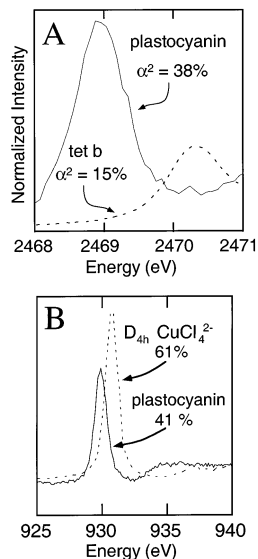 A
plastocyanin
α² = 38%
tet b
α² = 15%
Normalized Intensity
2468 2469 2470 2471
Energy (eV)
B
D₄ₕ CuCl₄²⁻
61%
plastocyanin
41 %
925 930 935 940
Energy (eV)